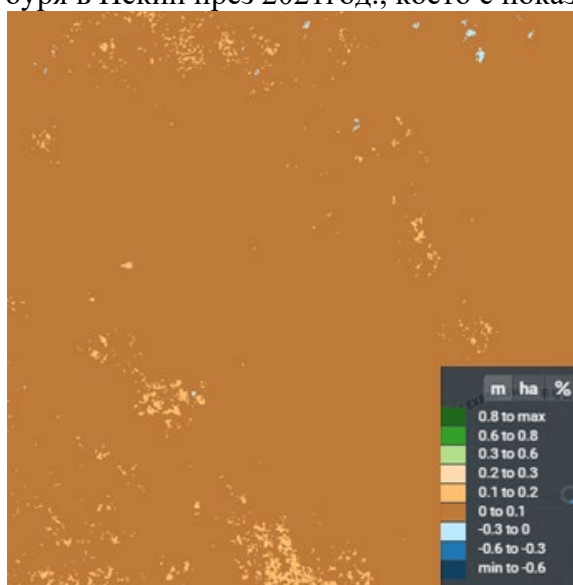 буря в Пекин през 2021год., което е показ
m ha %
0.8 to max
0.6 to 0.8
0.3 to 0.6
0.2 to 0.3
0.1 to 0.2
0 to 0.1
-0.3 to 0
-0.6 to -0.3
min to -0.6